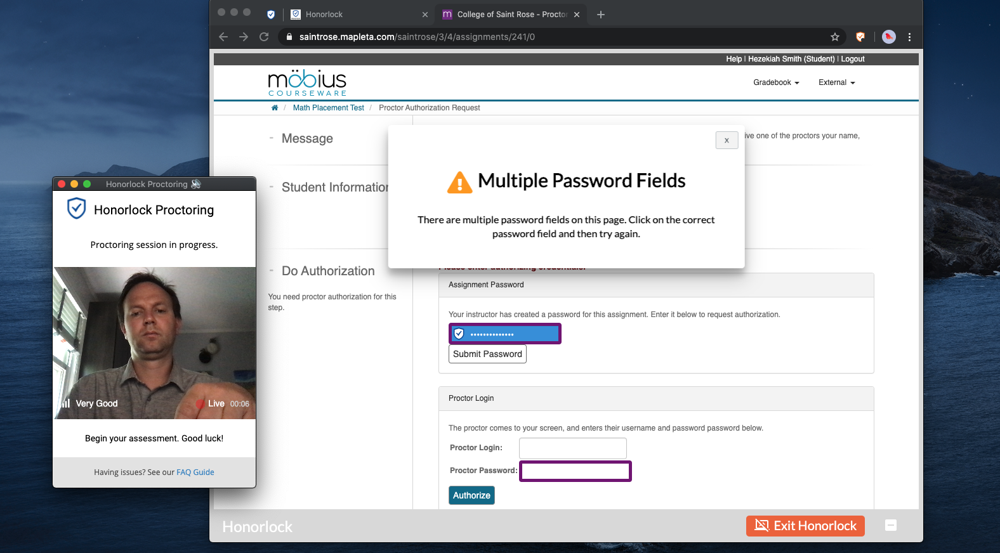 Honorlock
College of Saint Rose - Proctor
saintrose.mapleta.com/saintrose/3/4/assignments/241/0
Help | Hezekiah Smith (Student) | Logout
möbius
COURSEWARE
Gradebook
External
/ Math Placement Test / Proctor Authorization Request
- Message
ive one of the proctors your name,
x
Multiple Password Fields
There are multiple password fields on this page. Click on the correct
password field and then try again.
- Student Information
- Do Authorization
You need proctor authorization for this
step.
Please enter authorizing credentials.
Assignment Password
Your instructor has created a password for this assignment. Enter it below to request authorization.
••••••••••••••
Submit Password
Proctor Login
The proctor comes to your screen, and enters their username and password password below.
Proctor Login:
Proctor Password:
Authorize
Honorlock Proctoring
Honorlock Proctoring
Proctoring session in progress.
Very Good
Live 00:06
Begin your assessment. Good luck!
Having issues? See our FAQ Guide
Honorlock
Exit Honorlock